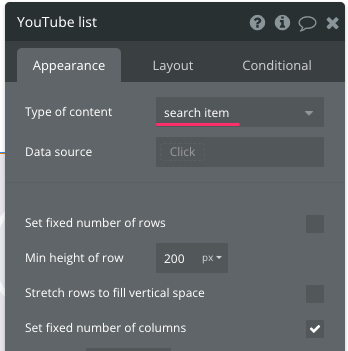 YouTube list
Appearance Layout Conditional
Type of content search item
Data source Click
Set fixed number of rows
Min height of row 200 px
Stretch rows to fill vertical space
Set fixed number of columns